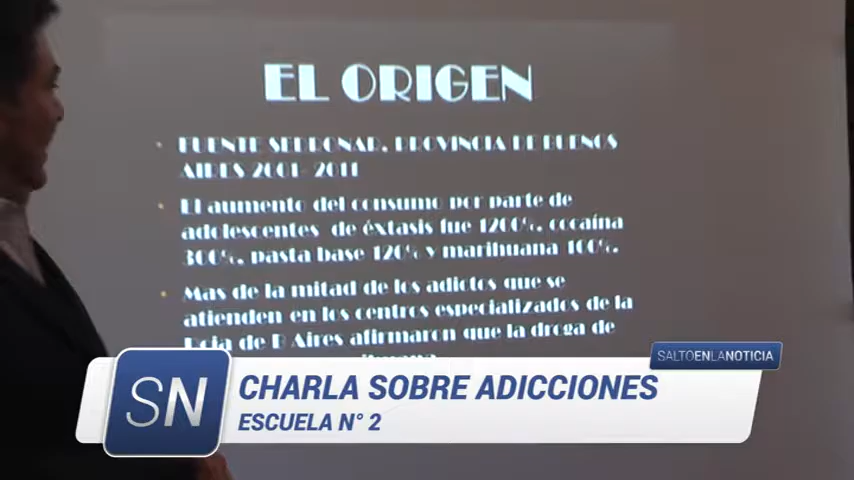 EL ORIGEN
• FUENTE SEDRONAR, PROVINCIA DE BUENOS
AIRES 2001- 2011
• El aumento del consumo por parte de
adolescentes de éxtasis fue 1200%, cocaína
300%, pasta base 120% y marihuana 100%.
• Mas de la mitad de los adictos que se
atienden en los centros especializados de la
Pcia de B Aires afirmaron que la droga de
SALTOENLANOTICIA
SN
CHARLA SOBRE ADICCIONES
ESCUELA N° 2